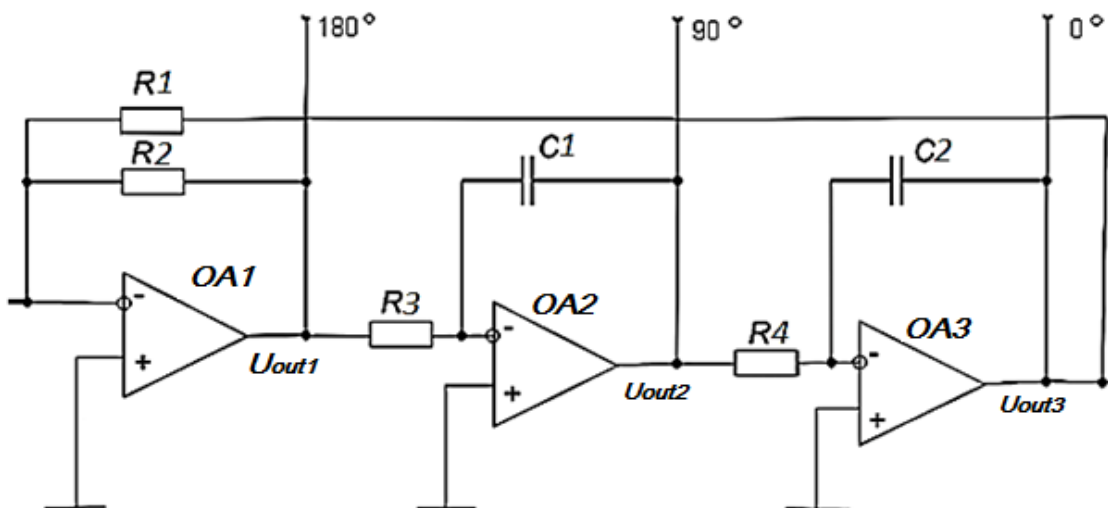 180°
90°
0°
R1
R2
C1
C2
OA1
OA2
OA3
R3
R4
-
+
-
+
-
+
Uout1
Uout2
Uout3